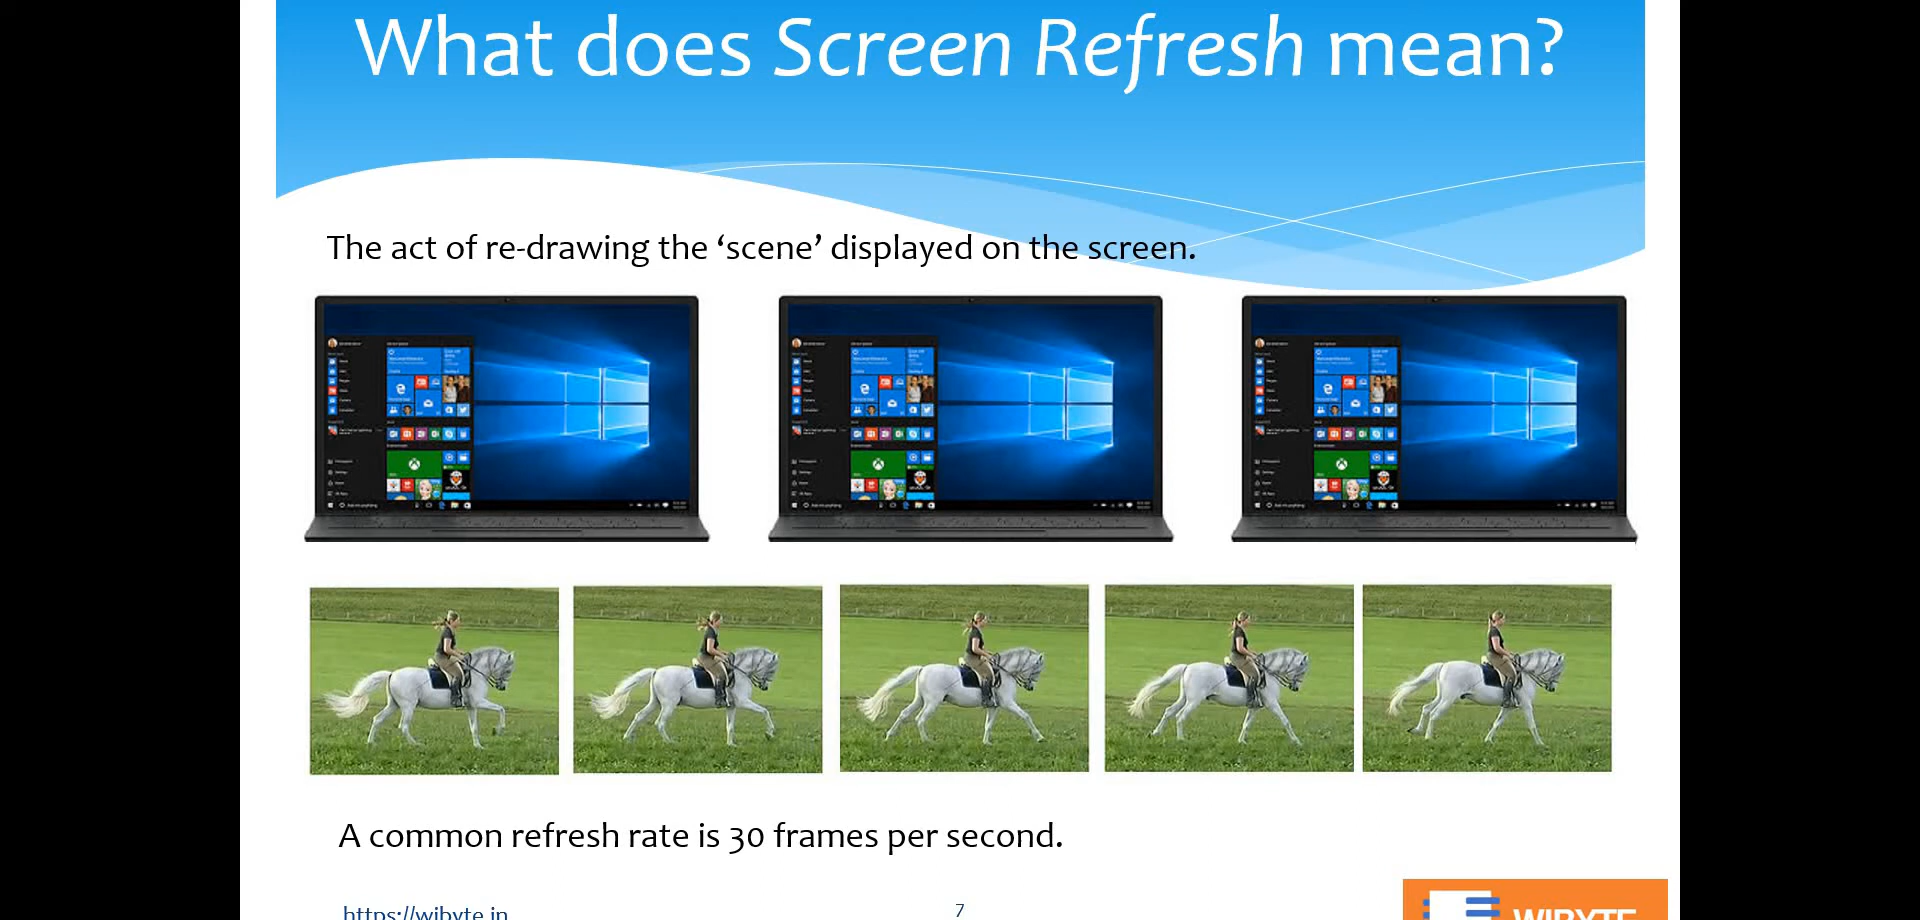 What does Screen Refresh mean?
The act of re-drawing the ‘scene’ displayed on the screen.
A common refresh rate is 30 frames per second.
https://wibyte.in
7
WIBYTE